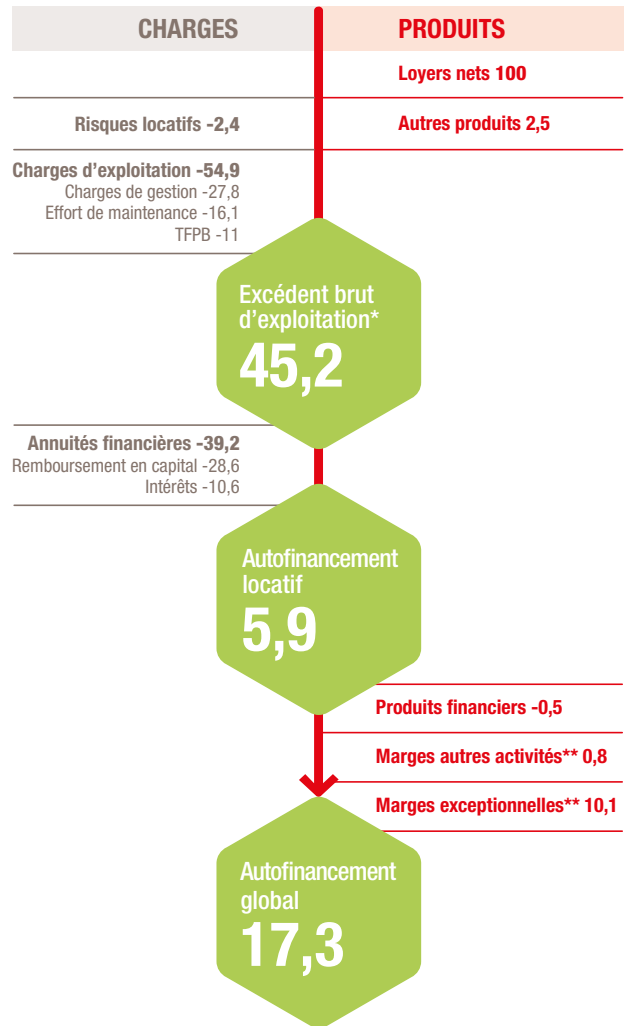 CHARGES
PRODUITS
Loyers nets 100
Risques locatifs -2,4
Autres produits 2,5
Charges d’exploitation -54,9
Charges de gestion -27,8
Effort de maintenance -16,1
TFPB -11
Excédent brut
d’exploitation*
45,2
Annuités financières -39,2
Remboursement en capital -28,6
Intérêts -10,6
Autofinancement
locatif
5,9
Produits financiers -0,5
Marges autres activités** 0,8
Marges exceptionnelles** 10,1
Autofinancement
global
17,3